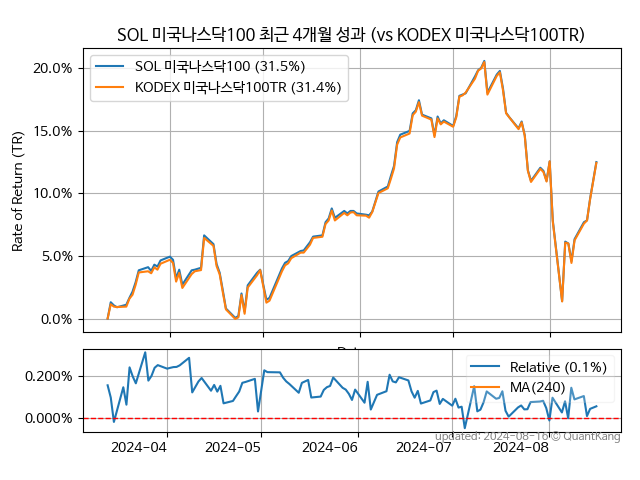 SOL 미국나스닥100 최근 4개월 성과 (vs KODEX 미국나스닥100TR)
SOL 미국나스닥100 (31.5%)
KODEX 미국나스닥100TR (31.4%)
Rate of Return (TR)
20.0%
15.0%
10.0%
5.0%
0.0%
Relative (0.1%)
MA(240)
0.200%
0.000%
2024-04
2024-05
2024-06
2024-07
2024-08
updated: 2024-08-16 © QuantKang